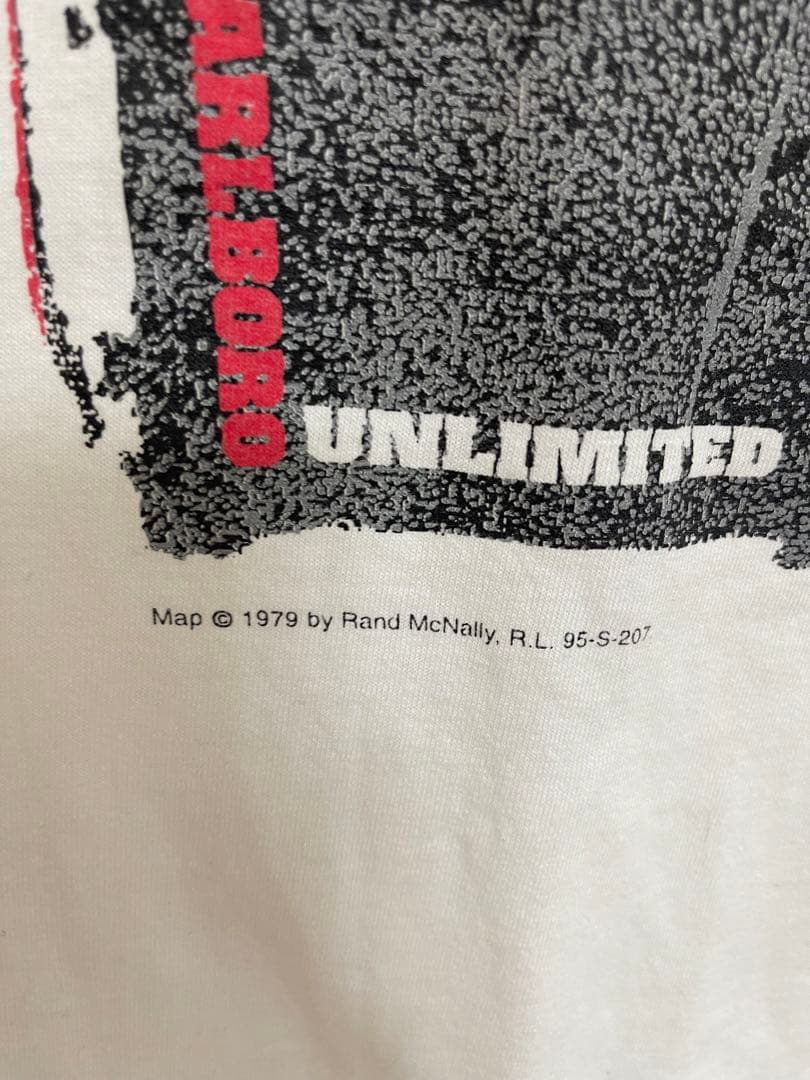 ARLBORO
UNLIMITED
Map © 1979 by Rand McNally, R.L. 95-S-207